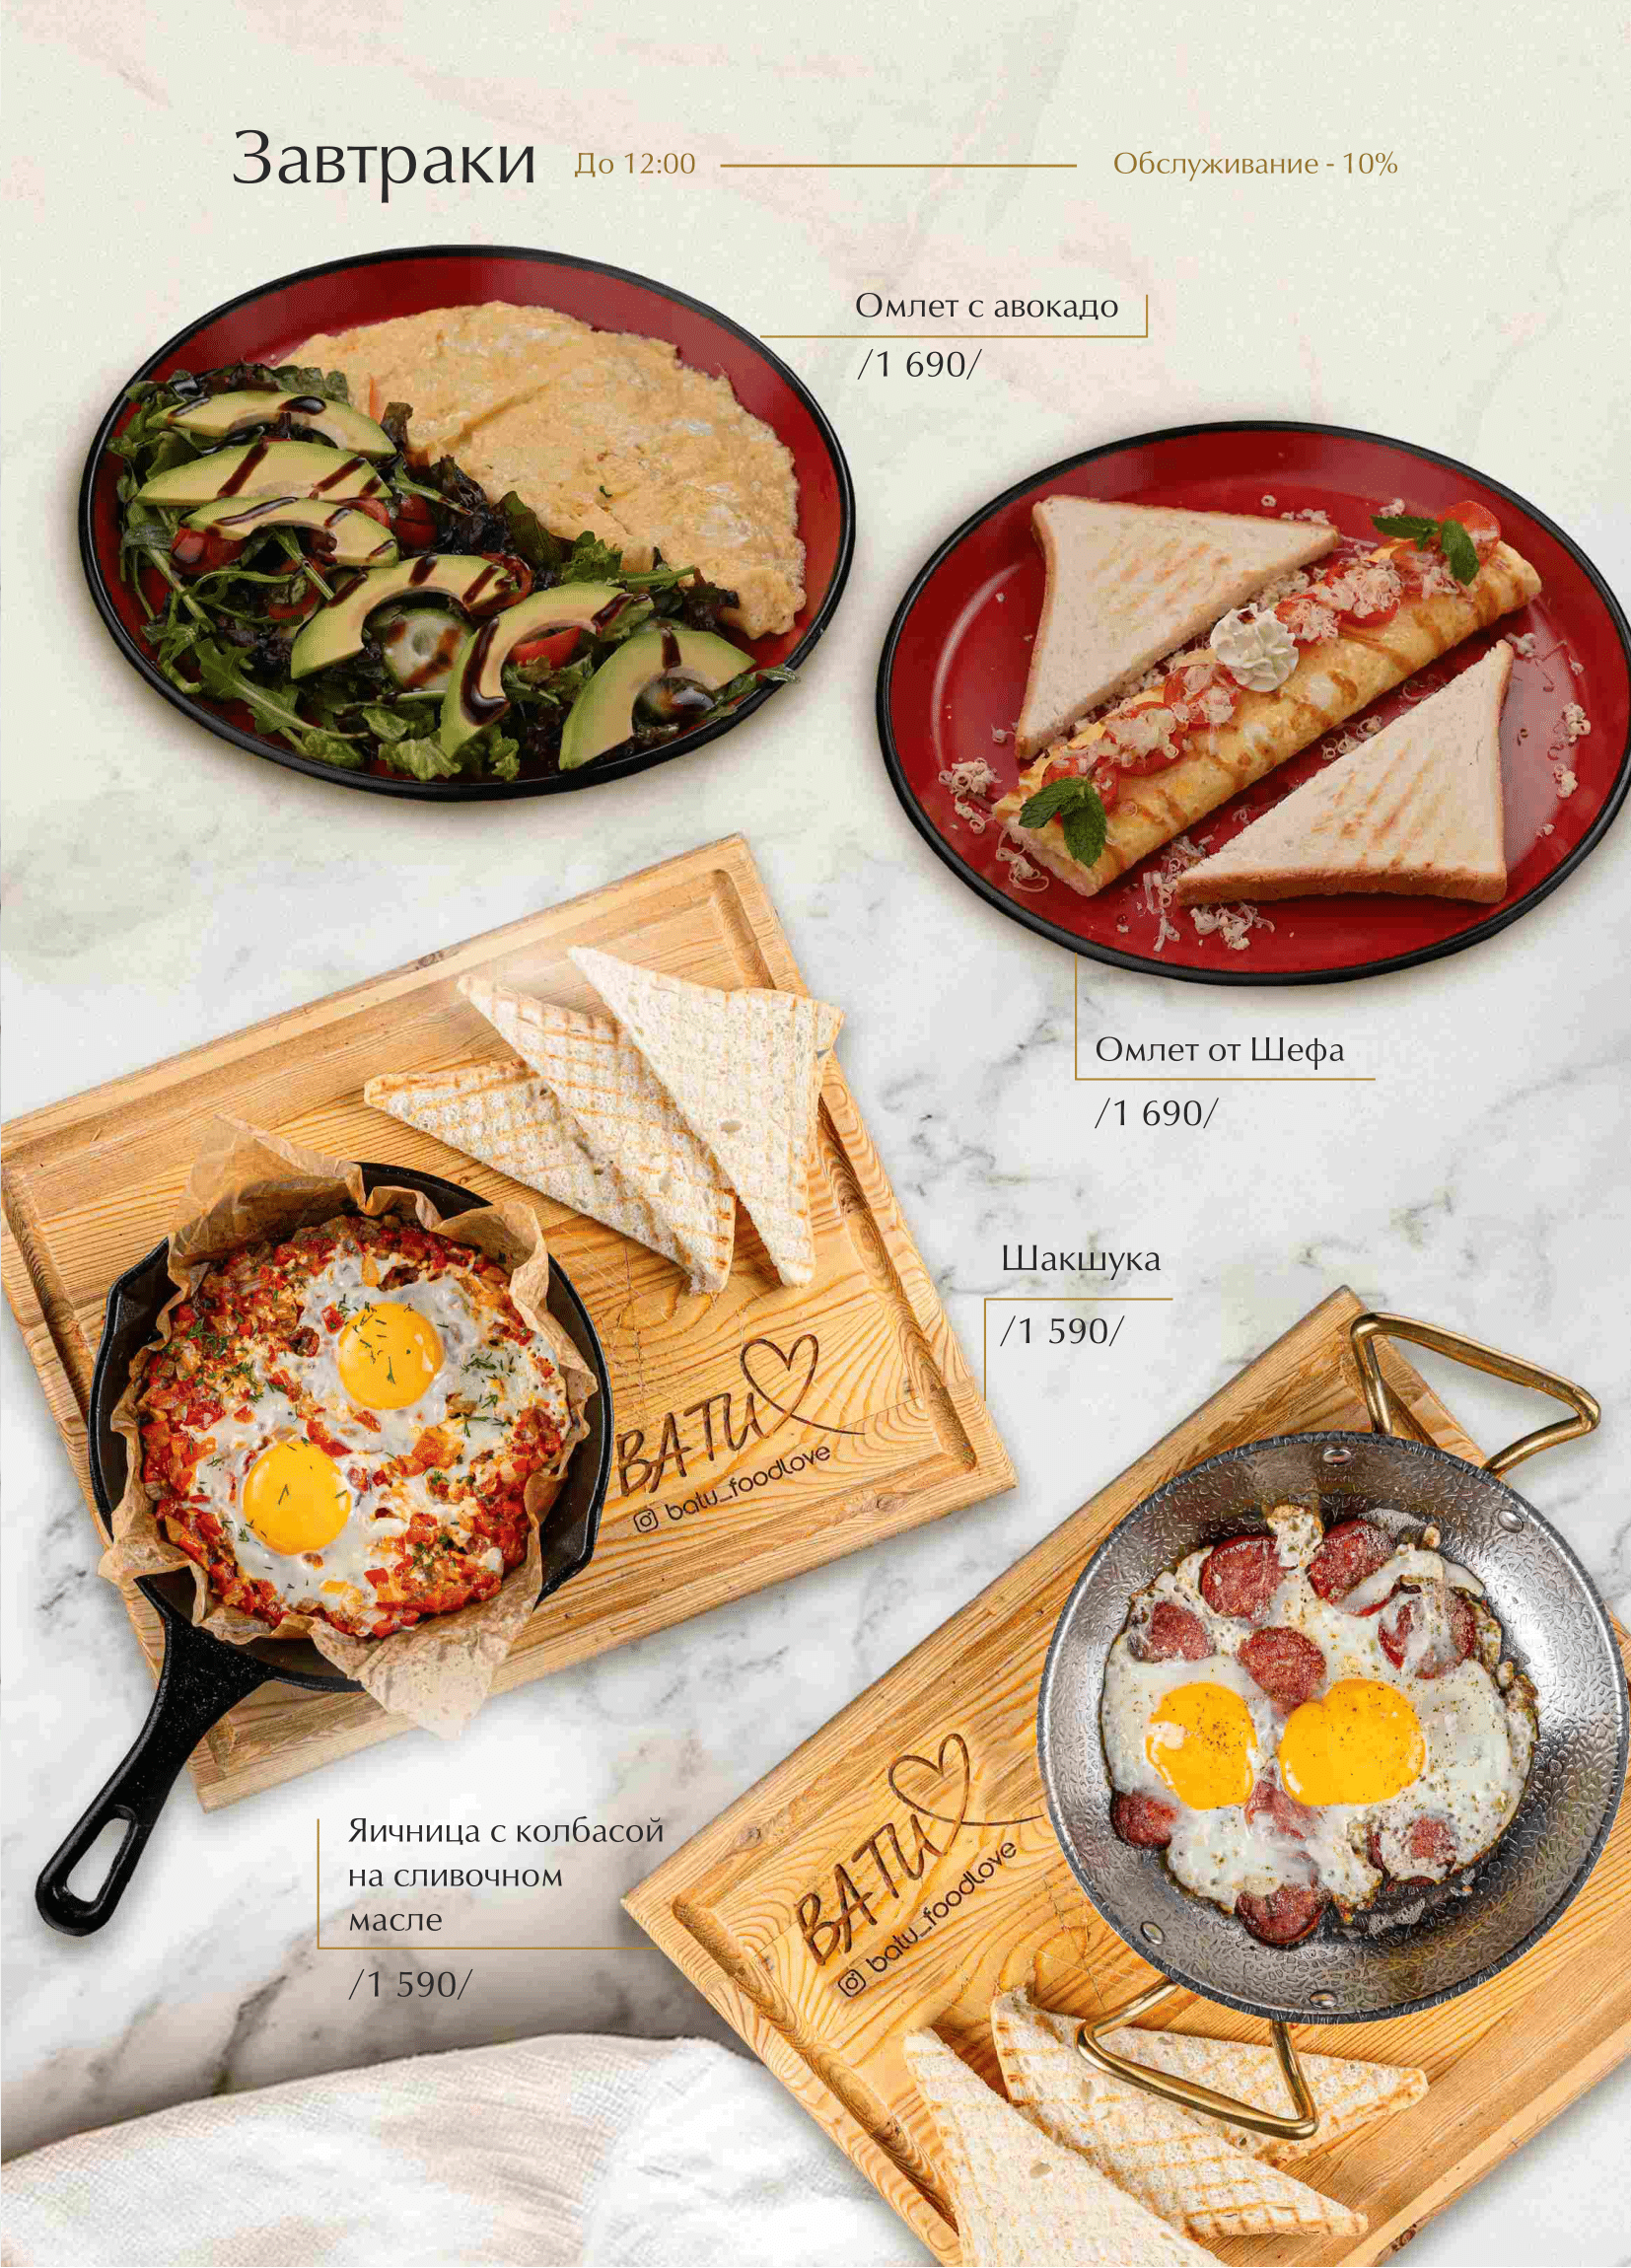 Завтраки До 12:00 Обслуживание - 10%
Омлет с авокадо
/1 690/
Омлет от Шефа
/1 690/
Шакшука
/1 590/
BATU
batu_foodlove
Яичница с колбасой
на сливочном
масле
/1 590/
BATU
batu_foodlove